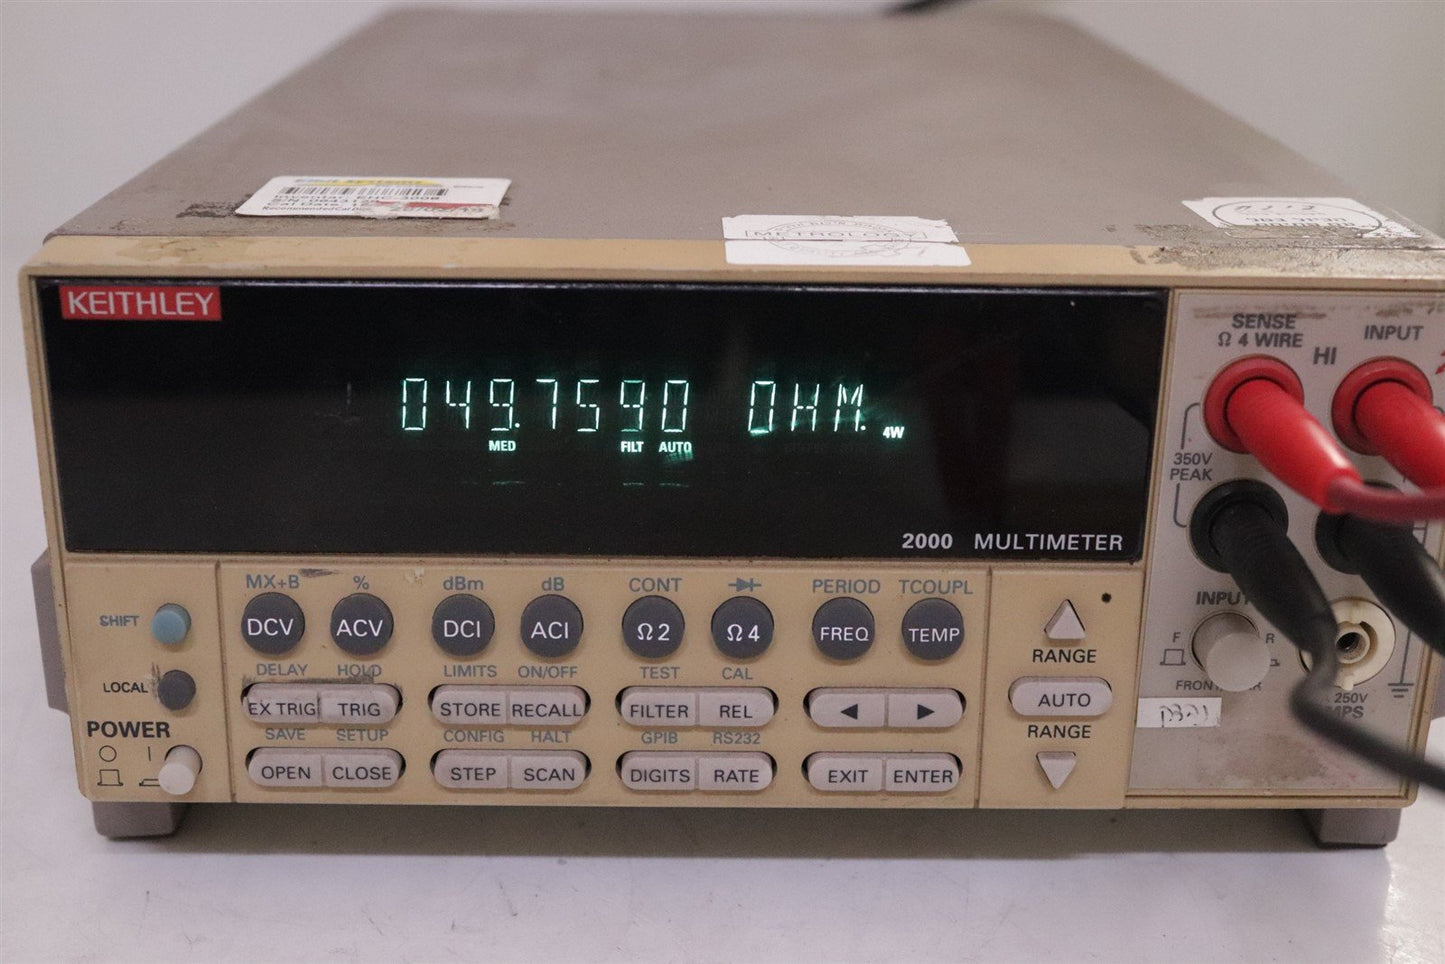 METROLOGY
KEITHLEY
049.7590 OHM. 4W
MED FILT AUTO
2000 MULTIMETER
SENSE
Ω 4 WIRE
HI
INPUT
350V
PEAK
INPUT
F R
FRONT
250V
MX+B % dBm dB CONT PERIOD TCOUPL
SHIFT DCV ACV DCI ACI Ω2 Ω4 FREQ TEMP
RANGE
DELAY HOLD LIMITS ON/OFF TEST CAL
LOCAL EX TRIG TRIG STORE RECALL FILTER REL ◀ ▶ AUTO
POWER SAVE SETUP CONFIG HALT GPIB RS232 RANGE
OPEN CLOSE STEP SCAN DIGITS RATE EXIT ENTER